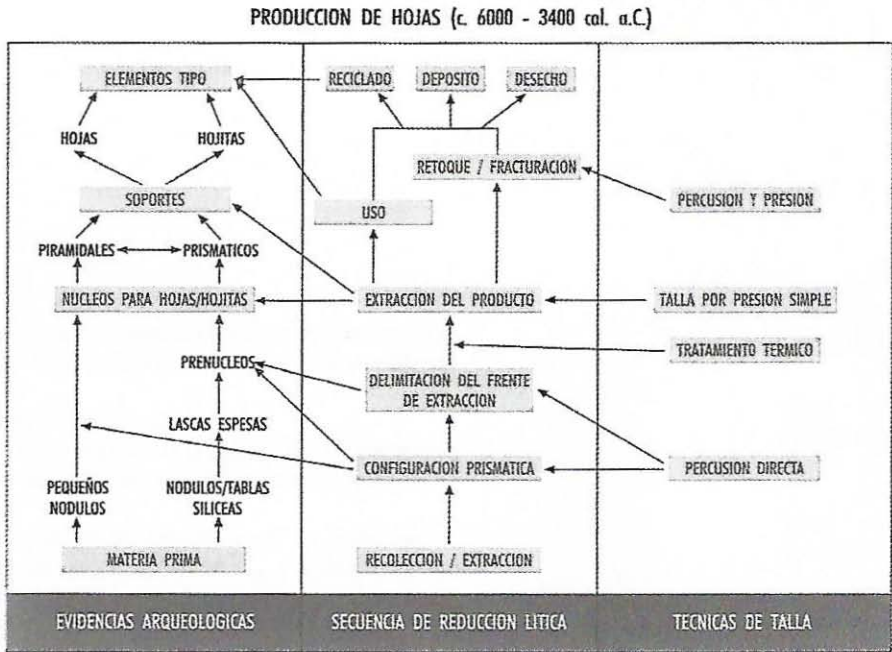 PRODUCCION DE HOJAS (c. 6000 - 3400 cal. a.C.)
ELEMENTOS TIPO
RECICLADO
DEPOSITO
DESECHO
HOJAS
HOJITAS
RETOQUE / FRACTURACION
SOPORTES
USO
PERCUSION Y PRESION
PIRAMIDALES
PRISMATICOS
NUCLEOS PARA HOJAS/HOJITAS
EXTRACCION DEL PRODUCTO
TALLA POR PRESION SIMPLE
TRATAMIENTO TERMICO
PRENUCLEOS
DELIMITACION DEL FRENTE
DE EXTRACCION
LASCAS ESPESAS
CONFIGURACION PRISMATICA
PERCUSION DIRECTA
PEQUEÑOS
NODULOS
NODULOS/TABLAS
SILICEAS
MATERIA PRIMA
RECOLECCION / EXTRACCION
EVIDENCIAS ARQUEOLOGICAS
SECUENCIA DE REDUCCION LITICA
TECNICAS DE TALLA